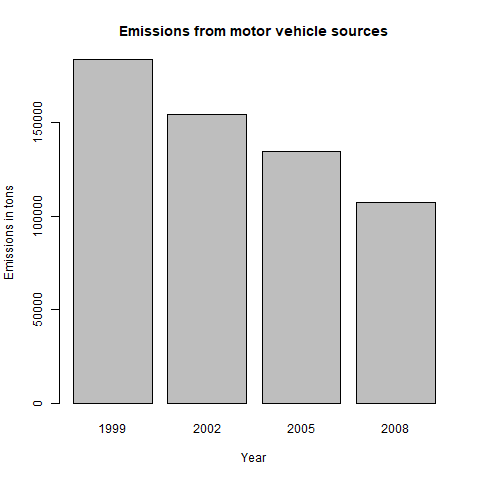 Emissions from motor vehicle sources
Emissions in tons
150000
100000
50000
0
1999 2002 2005 2008
Year